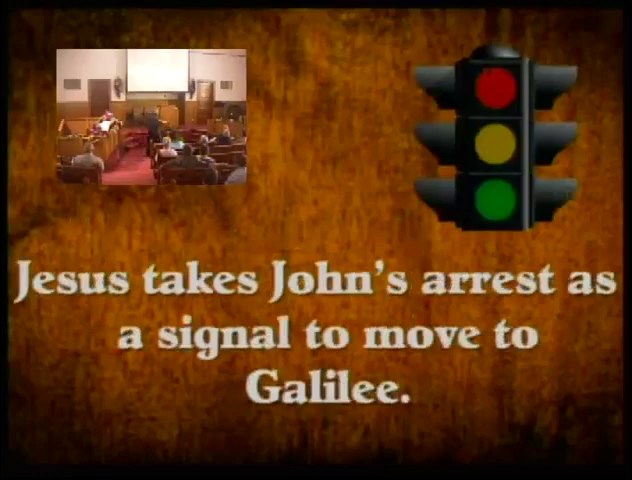 Jesus takes John's arrest as
a signal to move to
Galilee.